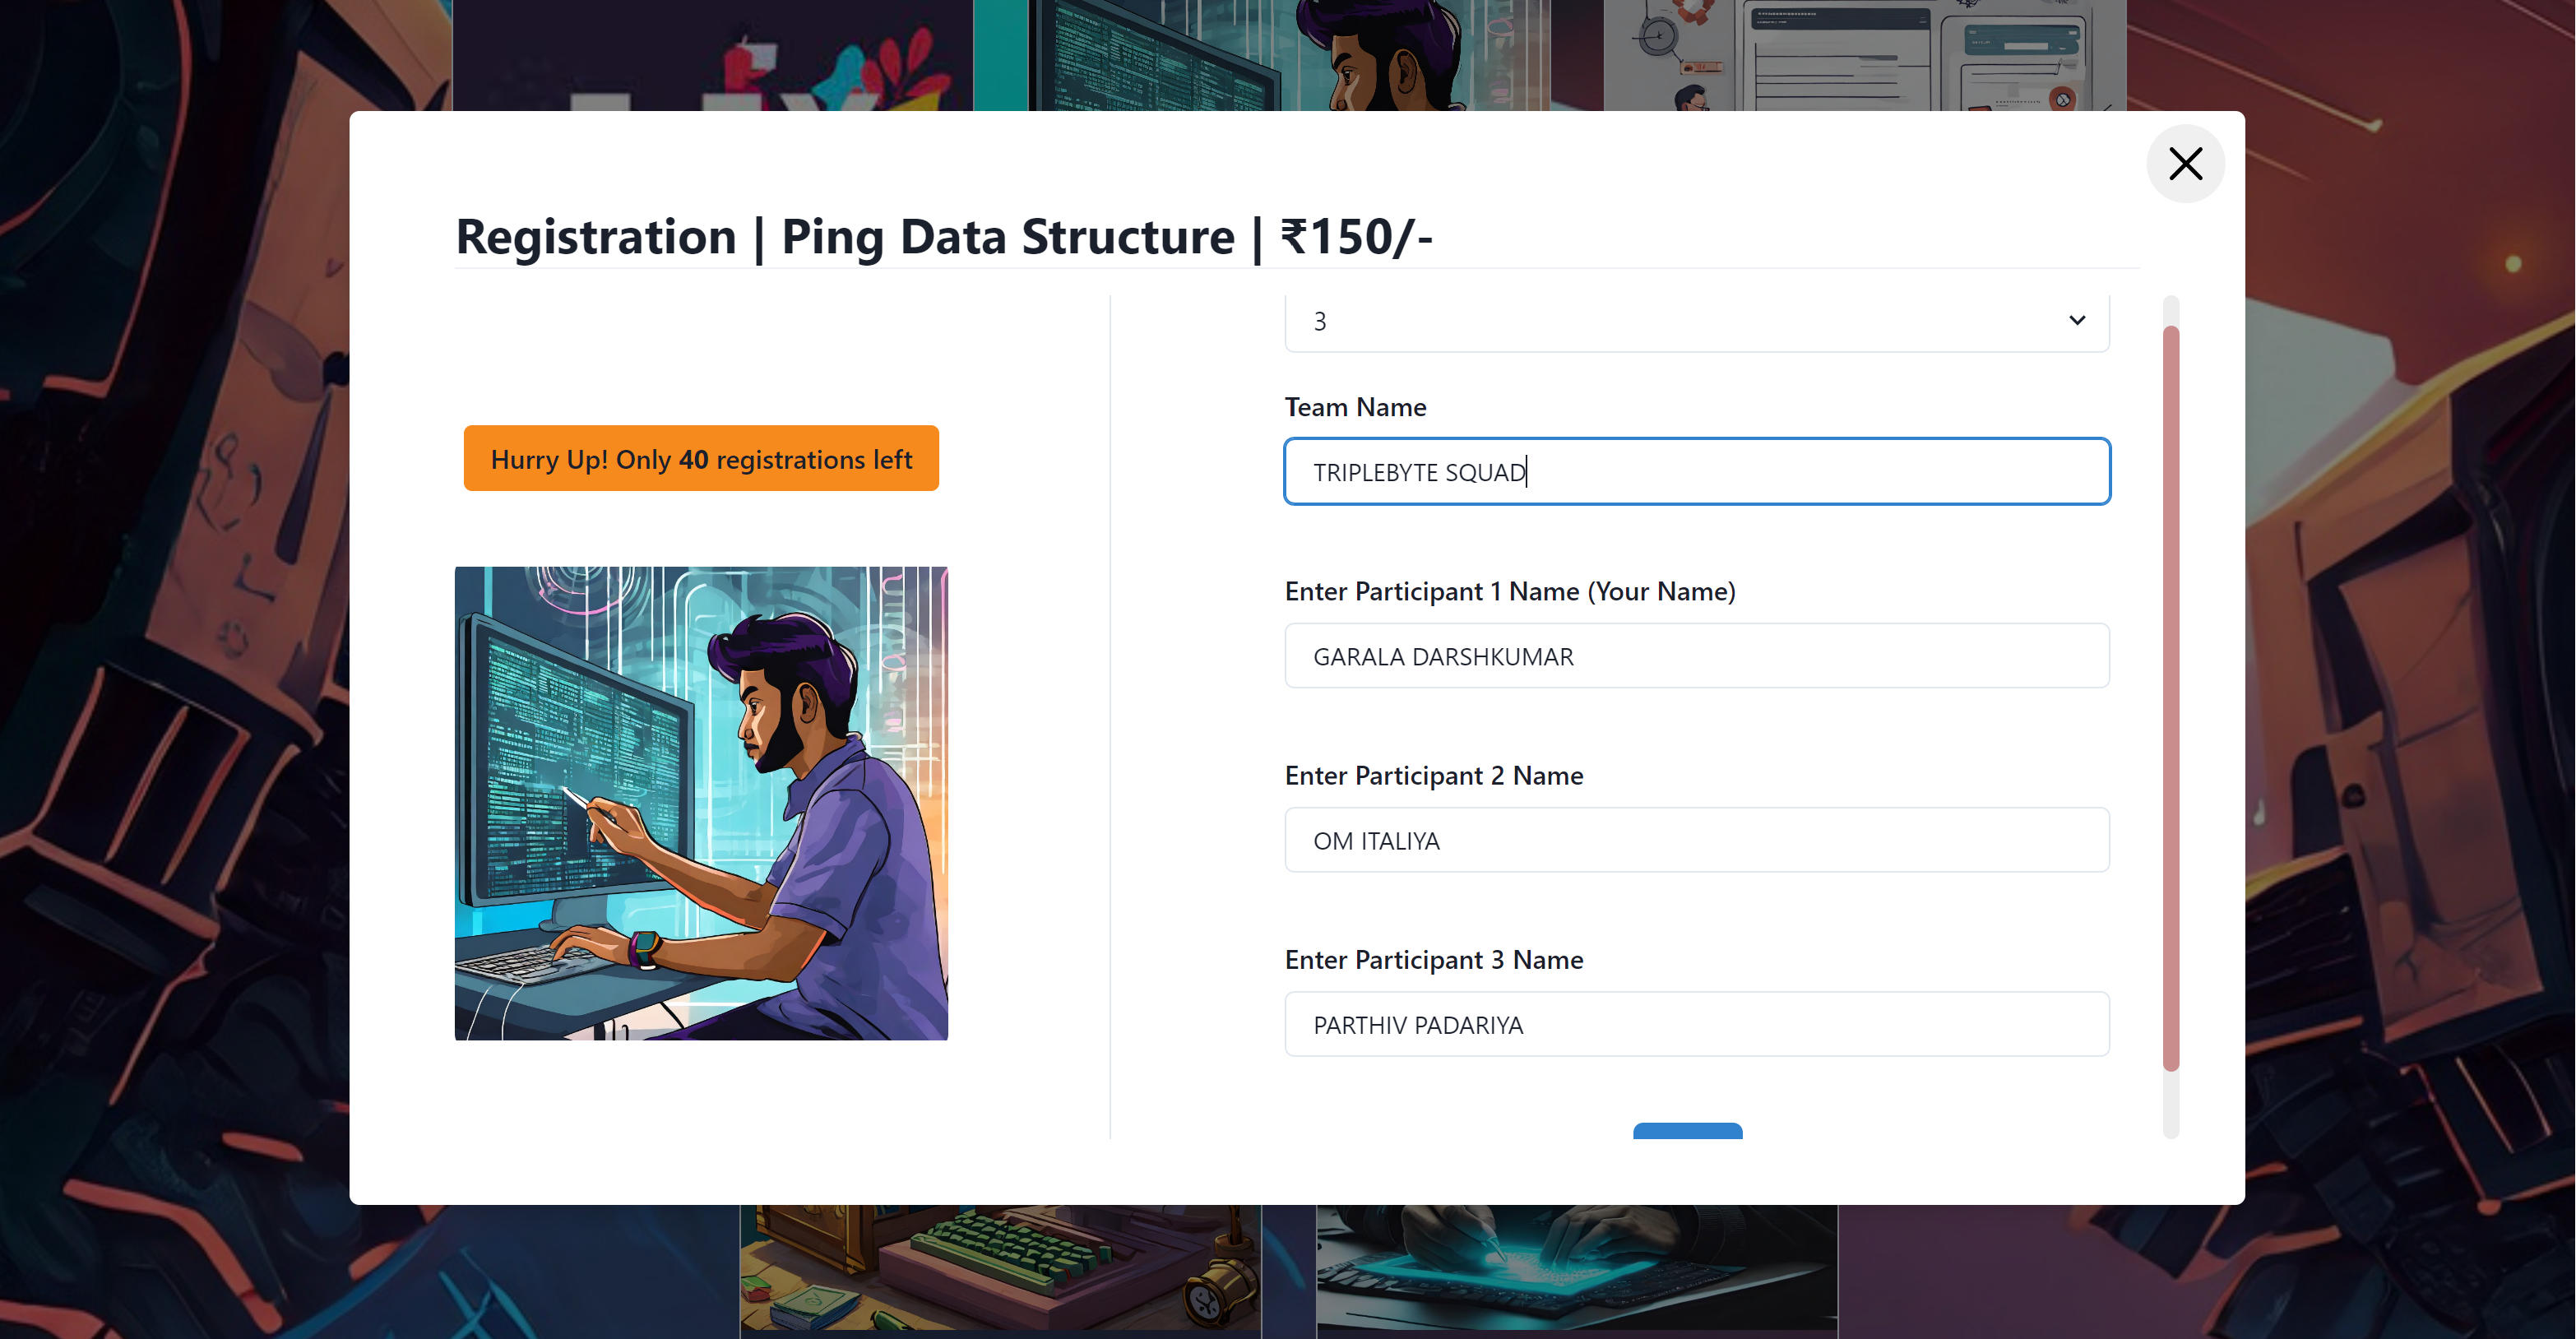 Registration | Ping Data Structure | ₹150/-
Hurry Up! Only 40 registrations left
3
Team Name
TRIPLEBYTE SQUAD
Enter Participant 1 Name (Your Name)
GARALA DARSHKUMAR
Enter Participant 2 Name
OM ITALIYA
Enter Participant 3 Name
PARTHIV PADARIYA